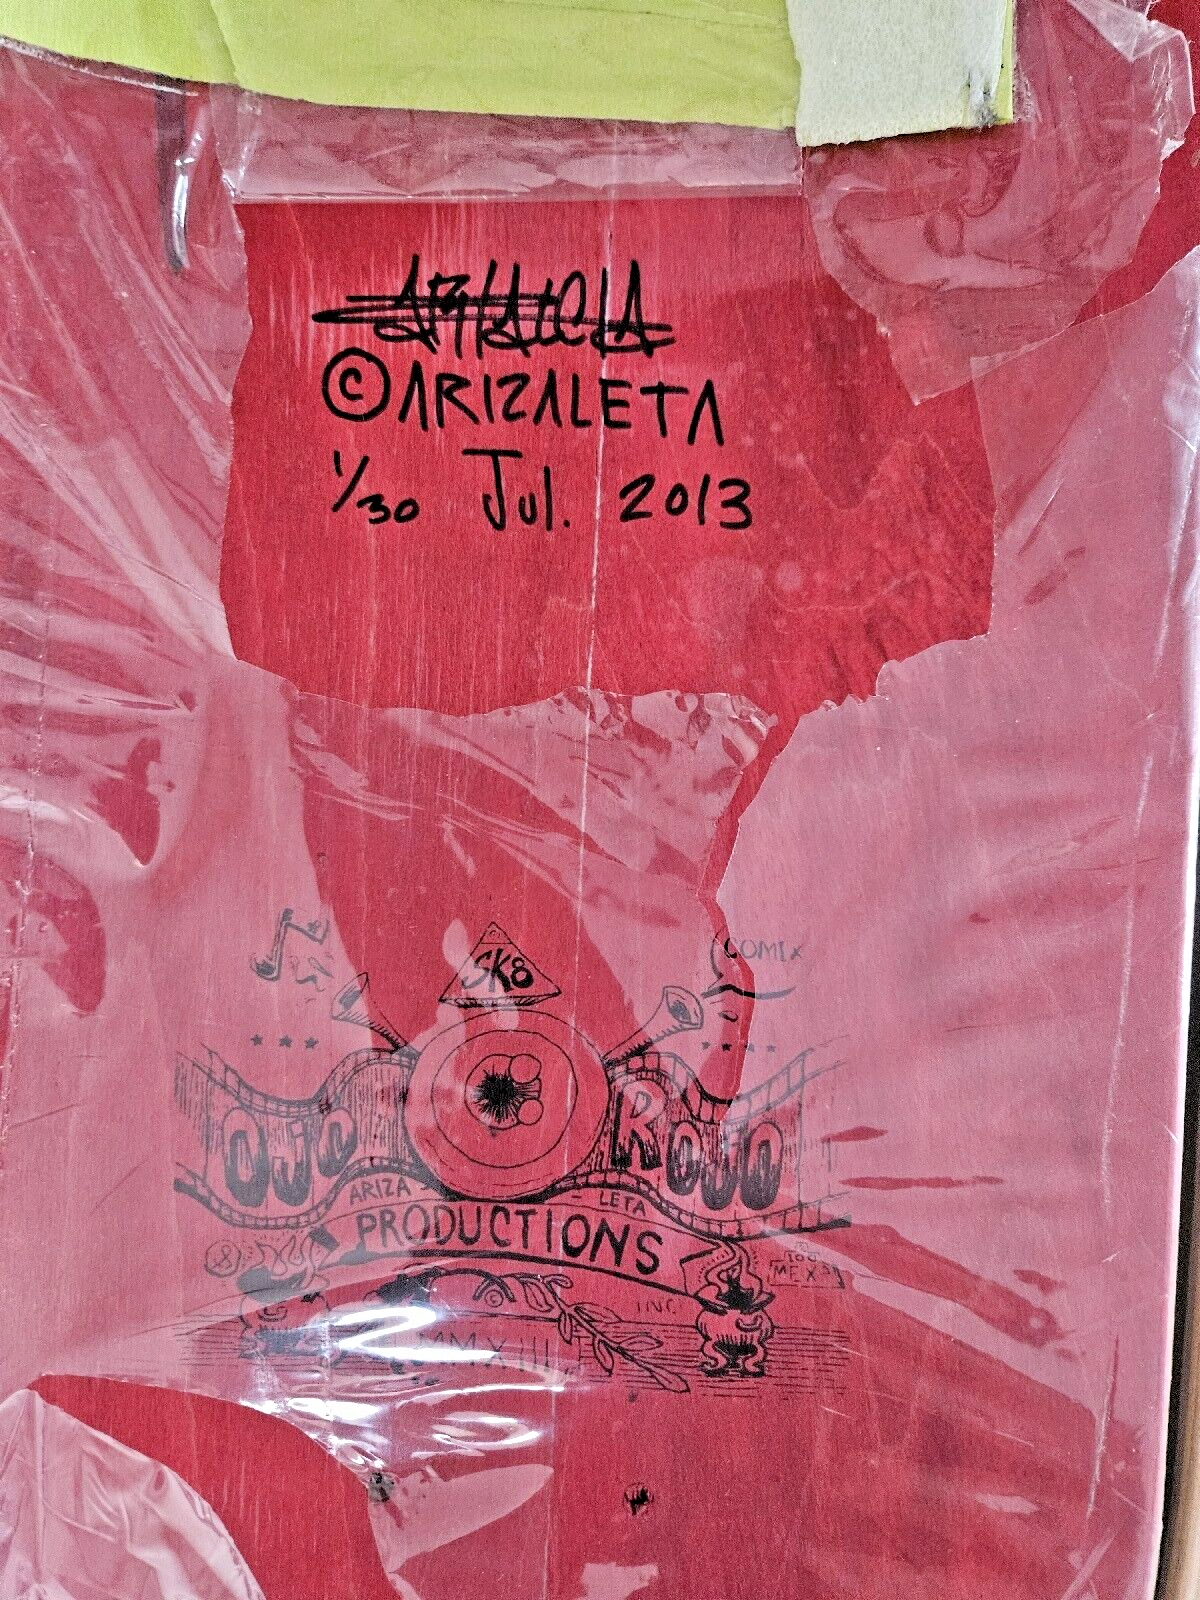 ©ARIZALETA
1/30 Jul. 2013
SK8
COMIX
OJO ROJO
ARIZA - LETA
PRODUCTIONS
MEX
©
INC.
MMXIII